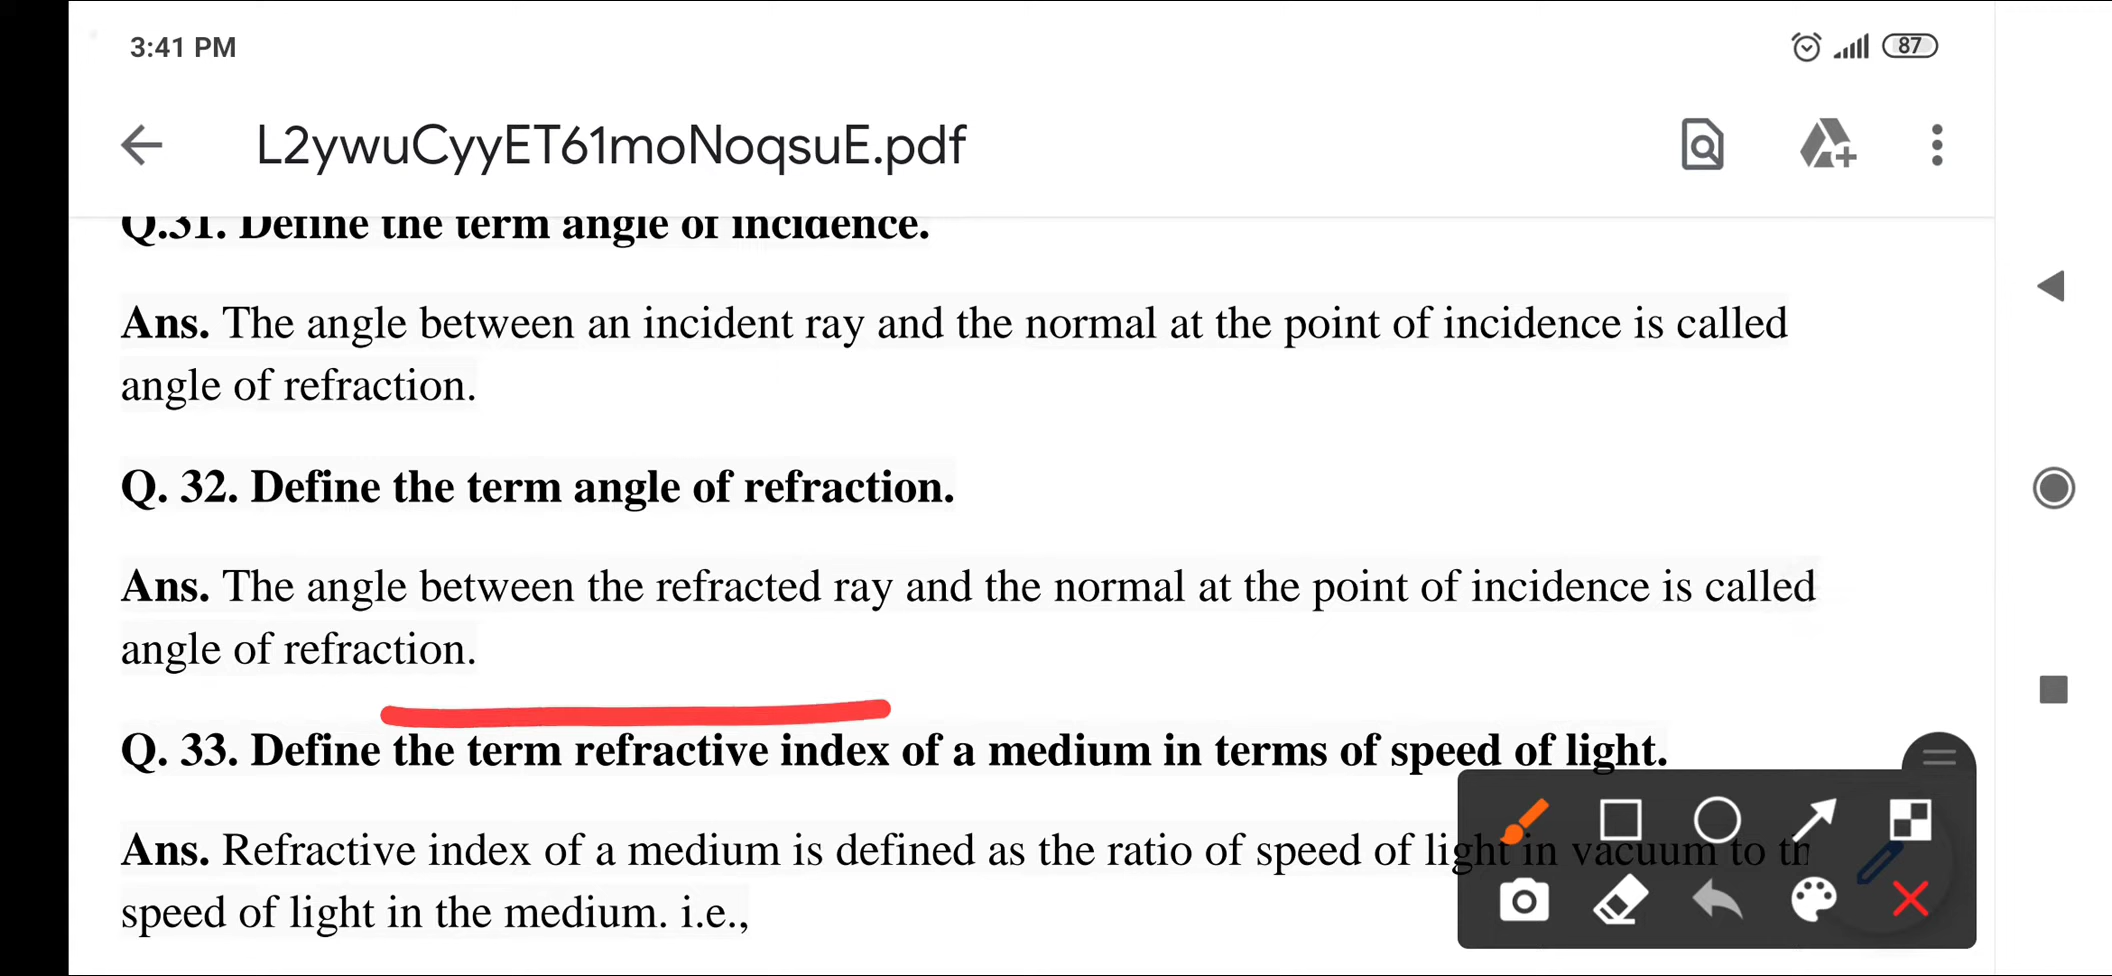 3:41 PM
87
L2ywuCyyET61moNoqsuE.pdf
Q.31. Define the term angle of incidence.
Ans. The angle between an incident ray and the normal at the point of incidence is called
angle of refraction.
Q. 32. Define the term angle of refraction.
Ans. The angle between the refracted ray and the normal at the point of incidence is called
angle of refraction.
Q. 33. Define the term refractive index of a medium in terms of speed of light.
Ans. Refractive index of a medium is defined as the ratio of speed of light in vacuum to
speed of light in the medium. i.e.,